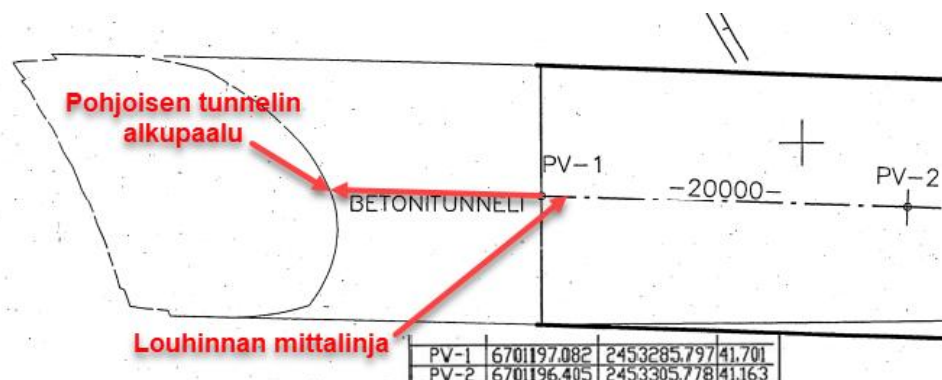 Pohjoisen tunnelin
alkupaalu
PV-1
PV-2
-20000-
BETONITUNNELI
Louhinnan mittalinja
PV-1 6701197.082 2453285.797 41.701
PV-2 6701196.405 2453305.778 41.163